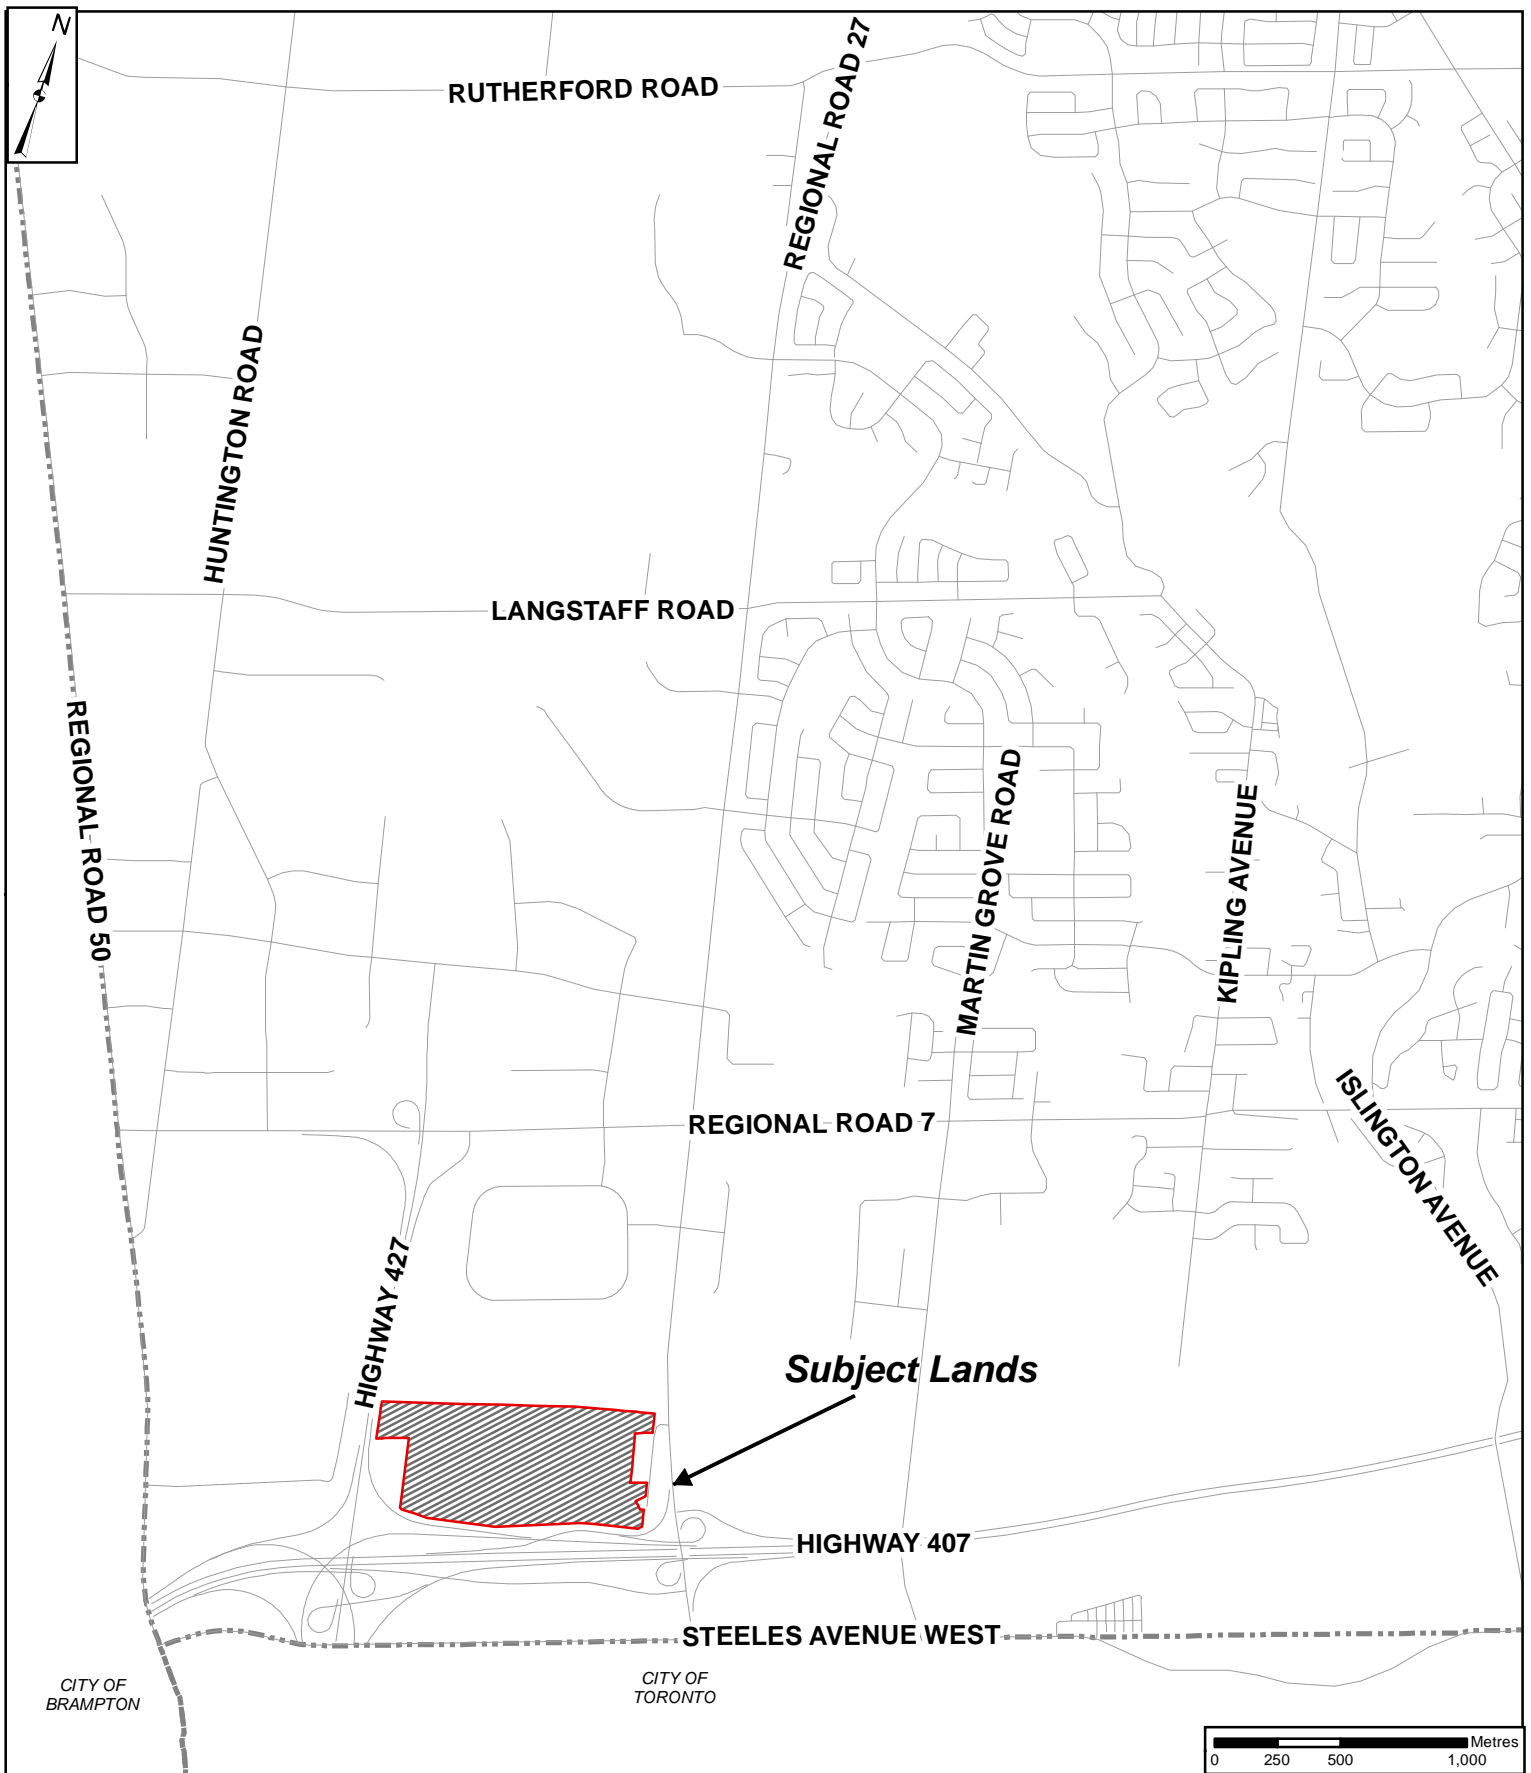 N
RUTHERFORD ROAD
REGIONAL ROAD 27
HUNTINGTON ROAD
LANGSTAFF ROAD
REGIONAL ROAD 50
MARTIN GROVE ROAD
KIPLING AVENUE
ISLINGTON AVENUE
REGIONAL ROAD 7
HIGHWAY 427
Subject Lands
HIGHWAY 407
STEELES AVENUE WEST
CITY OF
BRAMPTON
CITY OF
TORONTO
Metres
0 250 500 1,000